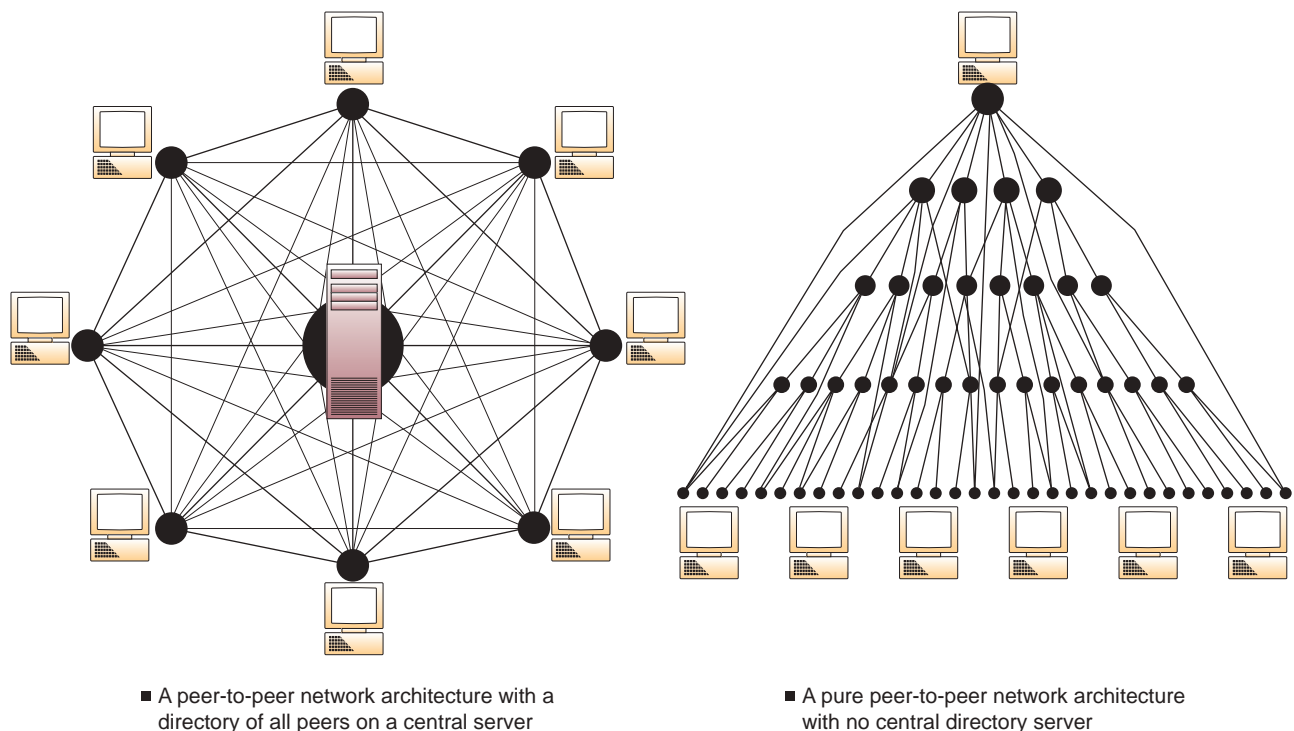 ■ A peer-to-peer network architecture with a
directory of all peers on a central server
■ A pure peer-to-peer network architecture
with no central directory server